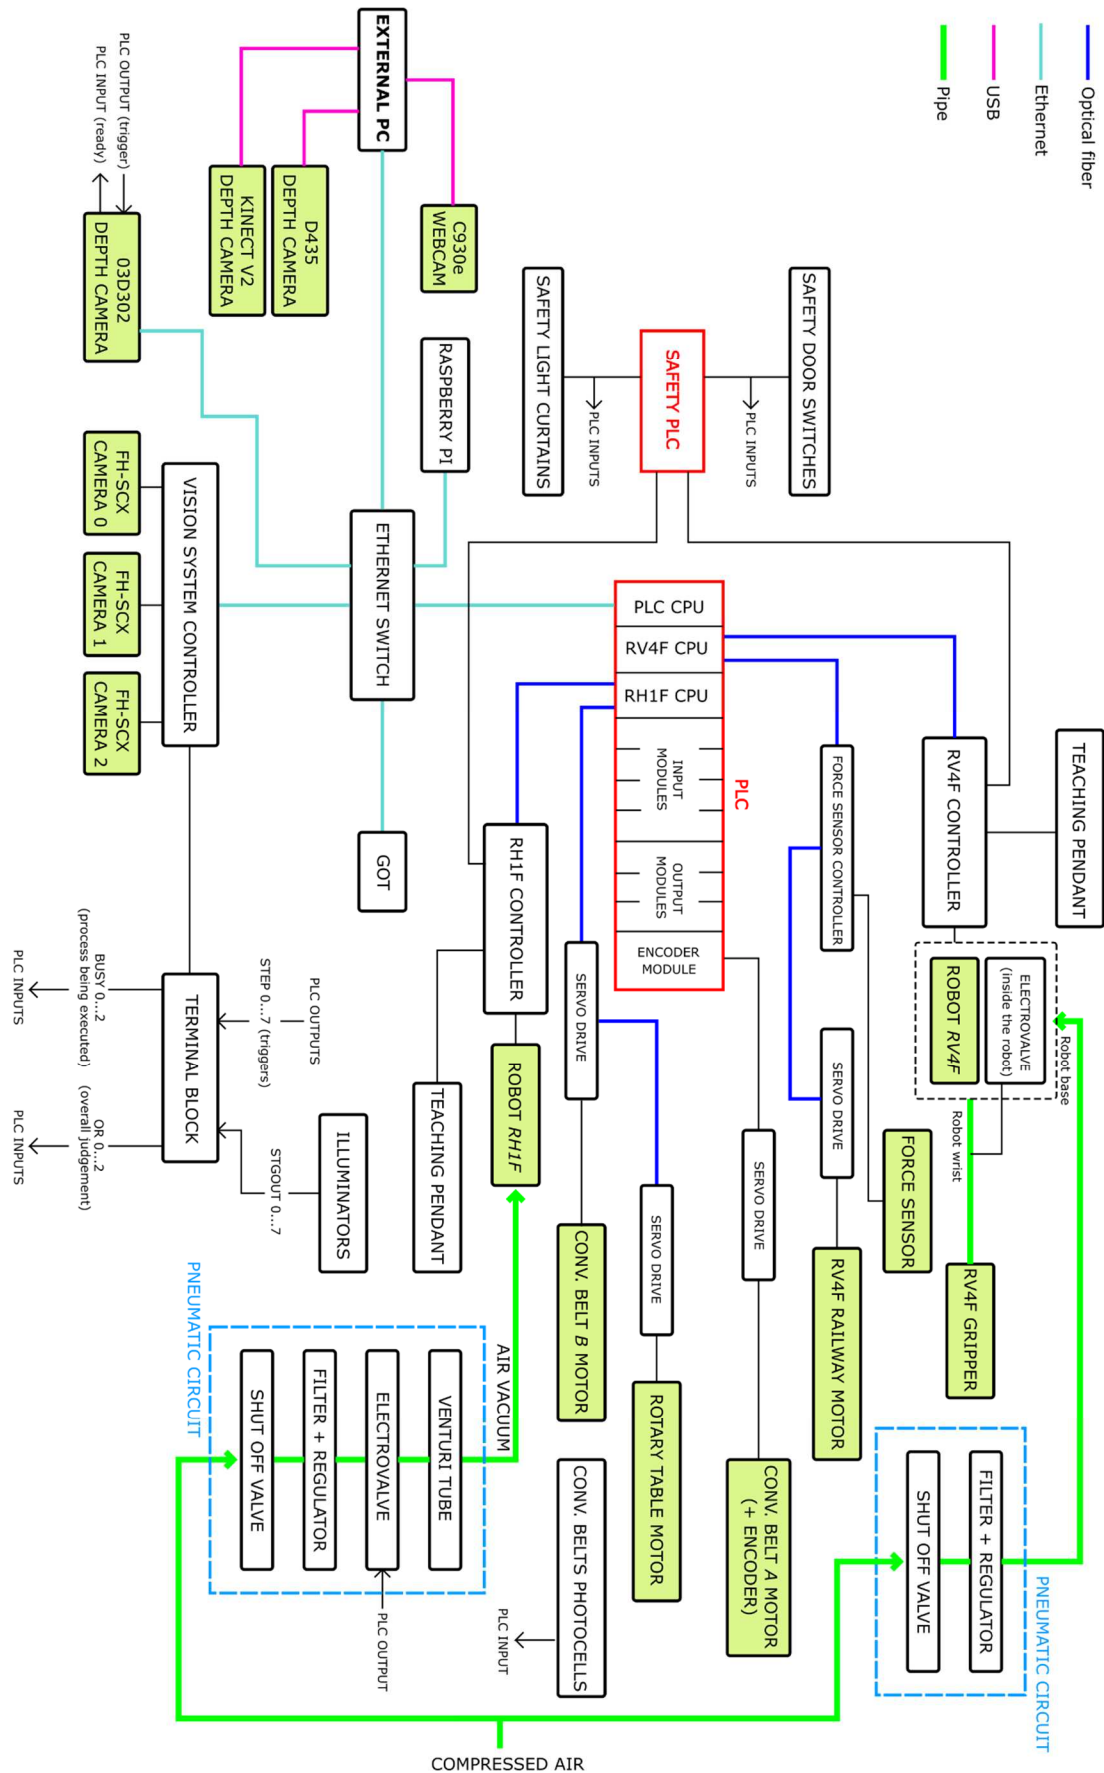 Optical fiber
Ethernet
USB
Pipe
EXTERNAL PC
PLC OUTPUT (trigger)
PLC INPUT (ready)
03D302
DEPTH CAMERA
KINECT V2
DEPTH CAMERA
D435
DEPTH CAMERA
C930e
WEBCAM
RASPBERRY PI
SAFETY LIGHT CURTAINS
SAFETY PLC
SAFETY DOOR SWITCHES
PLC INPUTS
PLC INPUTS
FH-SCX
CAMERA 0
FH-SCX
CAMERA 1
FH-SCX
CAMERA 2
VISION SYSTEM CONTROLLER
ETHERNET SWITCH
GOT
PLC CPU
RV4F CPU
RH1F CPU
INPUT
MODULES
OUTPUT
MODULES
ENCODER
MODULE
PLC
TEACHING PENDANT
RV4F CONTROLLER
FORCE SENSOR CONTROLLER
RH1F CONTROLLER
SERVO DRIVE
SERVO DRIVE
SERVO DRIVE
SERVO DRIVE
ELECTROVALVE
(inside the robot)
ROBOT RV4F
Robot base
Robot wrist
FORCE SENSOR
RV4F GRIPPER
RV4F RAILWAY MOTOR
ROBOT RH1F
TEACHING PENDANT
CONV. BELT B MOTOR
ROTARY TABLE MOTOR
CONV. BELT A MOTOR
(+ ENCODER)
CONV. BELTS PHOTOCELLS
PLC INPUT
TERMINAL BLOCK
PLC OUTPUTS
STEP 0...7 (triggers)
BUSY 0...2
(process being executed)
PLC INPUTS
OR 0...2
(overall judgement)
PLC INPUTS
STGOUT 0...7
ILLUMINATORS
PNEUMATIC CIRCUIT
SHUT OFF VALVE
FILTER + REGULATOR
ELECTROVALVE
VENTURI TUBE
AIR VACUUM
PLC OUTPUT
PNEUMATIC CIRCUIT
FILTER + REGULATOR
SHUT OFF VALVE
COMPRESSED AIR